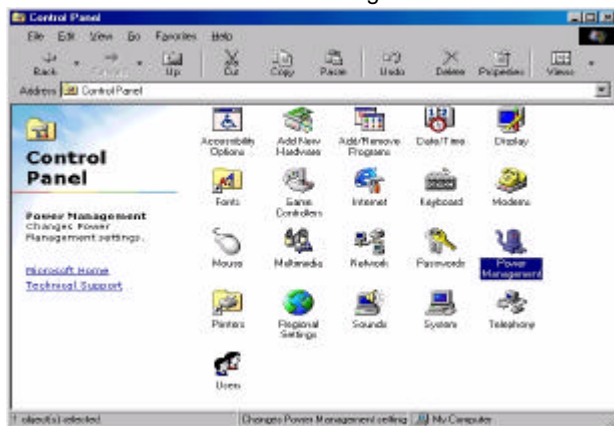 Control Panel
File Edit View Go Favorites Help
Back Up Cut Copy Paste Undo Delete Properties Views
Address Control Panel
Control
Panel
Power Management
Changes Power
Management settings.
Microsoft Home
Technical Support
Accessibility
Options
Add New
Hardware
Add/Remove
Programs
Date/Time
Display
Fonts
Game
Controllers
Internet
Keyboard
Modems
Mouse
Multimedia
Network
Passwords
Power
Management
Printers
Regional
Settings
Sounds
System
Telephony
Users
1 object(s) selected. Changes Power Management setting My Computer